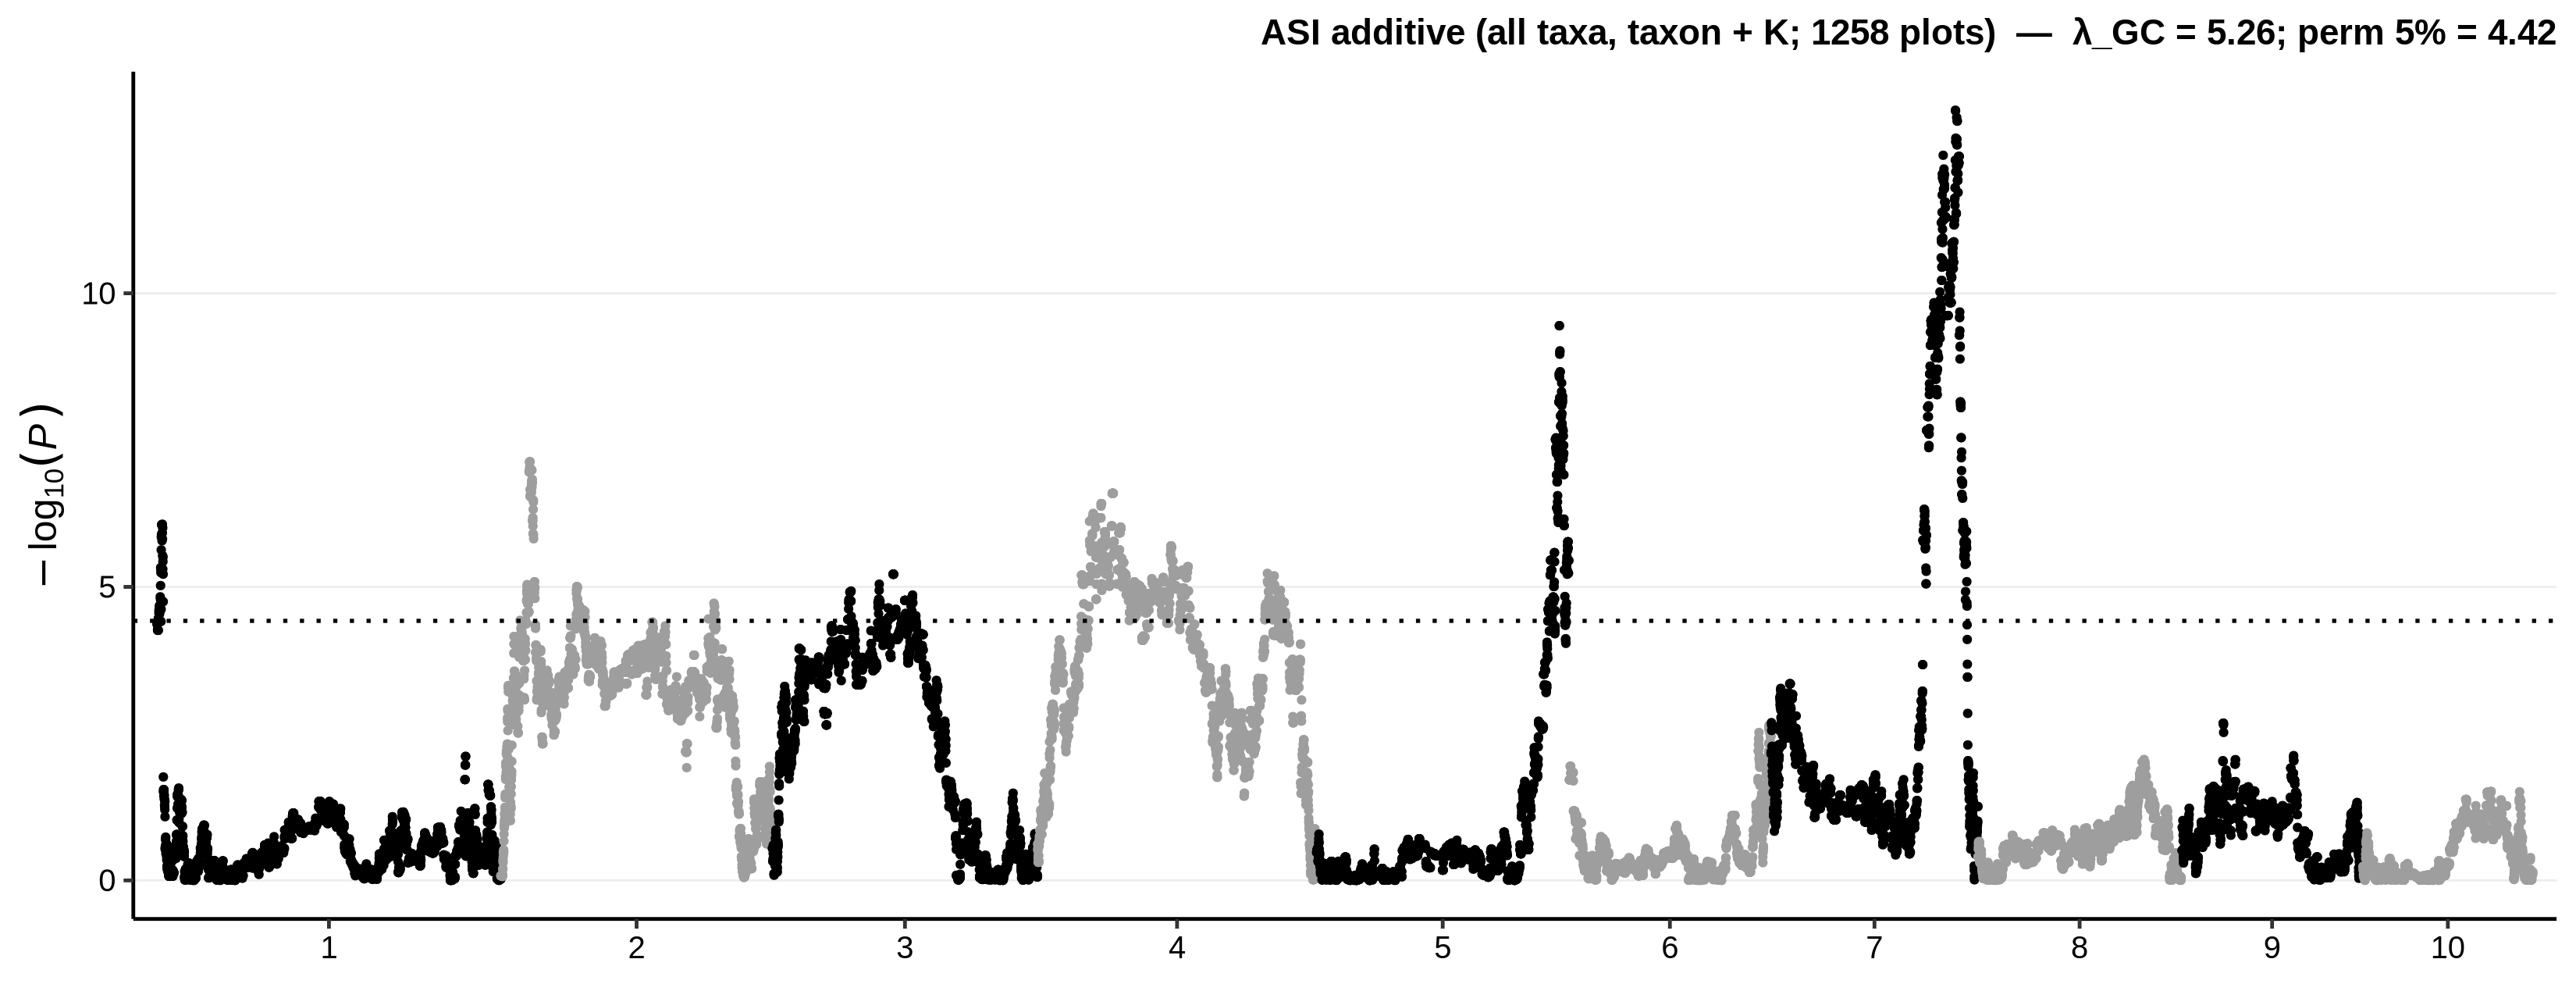 ASI additive (all taxa, taxon + K; 1258 plots) — λ_GC = 5.26; perm 5% = 4.42
− log₁₀(P)
10
5
0
1 2 3 4 5 6 7 8 9 10